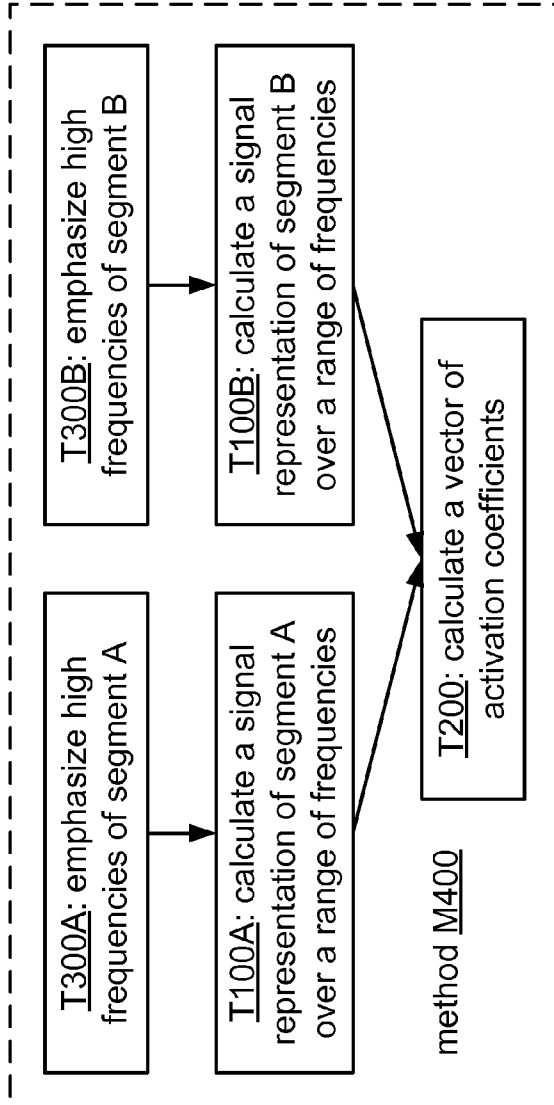 T300A: emphasize high
frequencies of segment A
T300B: emphasize high
frequencies of segment B
T100A: calculate a signal
representation of segment A
over a range of frequencies
T100B: calculate a signal
representation of segment B
over a range of frequencies
T200: calculate a vector of
activation coefficients
method M400